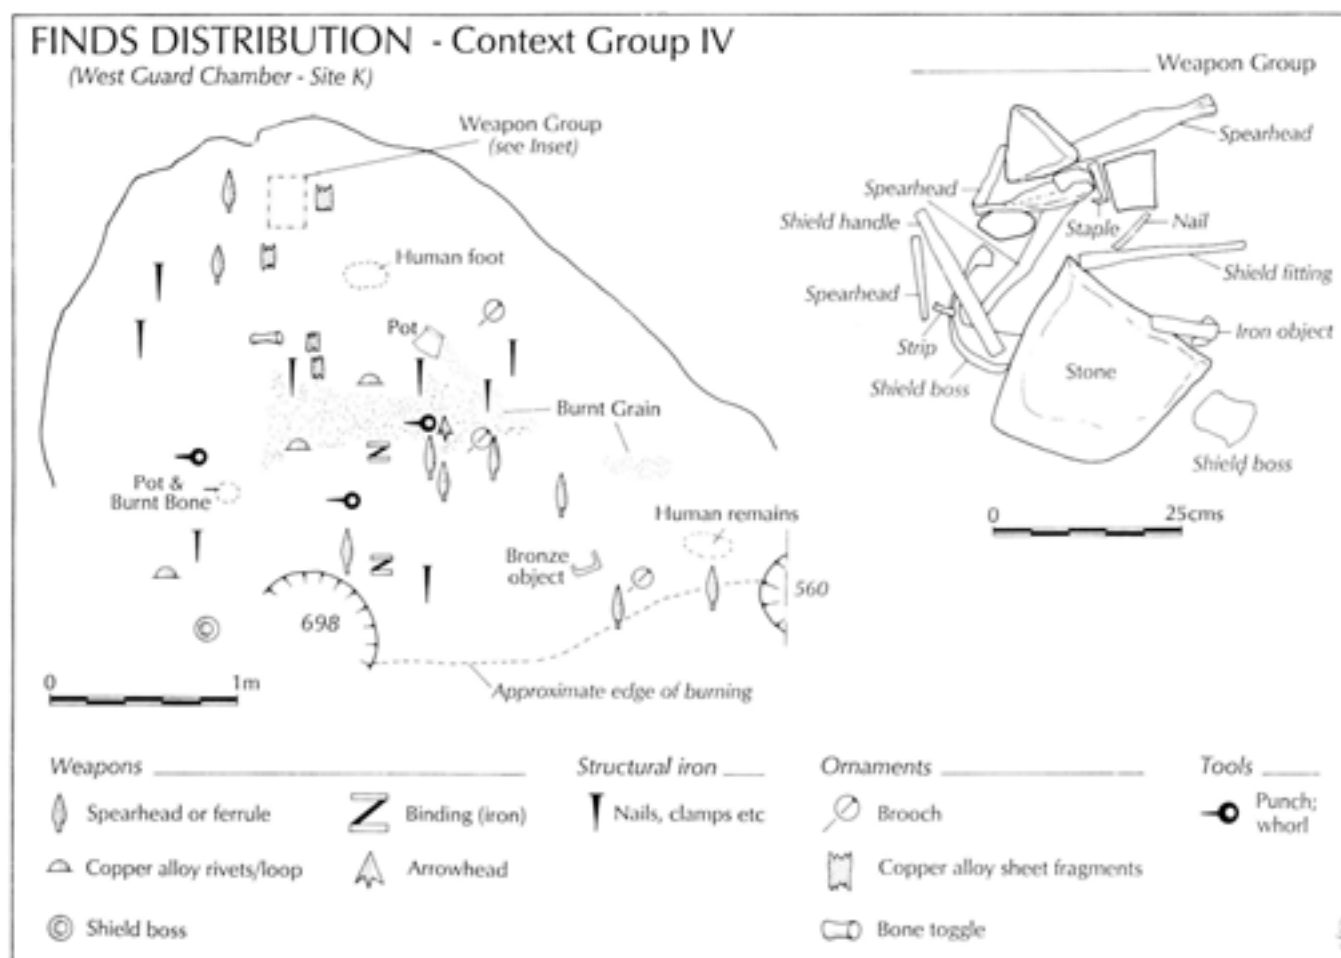 FINDS DISTRIBUTION - Context Group IV
(West Guard Chamber - Site K)
Weapon Group
(see Inset)
Human foot
Pot
Burnt Grain
Pot &
Burnt Bone
Human remains
Bronze
object
698
560
0 1m
Approximate edge of burning
Weapon Group
Spearhead
Spearhead
Shield handle
Staple
Nail
Shield fitting
Spearhead
Strip
Iron object
Shield boss
Stone
Shield boss
0 25cms
Weapons
Spearhead or ferrule
Binding (iron)
Copper alloy rivets/loop
Arrowhead
Shield boss
Structural iron
Nails, clamps etc
Ornaments
Brooch
Copper alloy sheet fragments
Bone toggle
Tools
Punch;
whorl